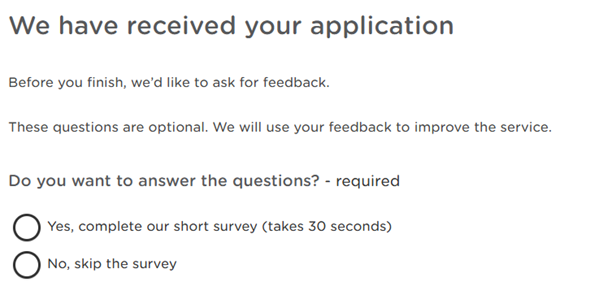 We have received your application
Before you finish, we’d like to ask for feedback.
These questions are optional. We will use your feedback to improve the service.
Do you want to answer the questions? - required
Yes, complete our short survey (takes 30 seconds)
No, skip the survey